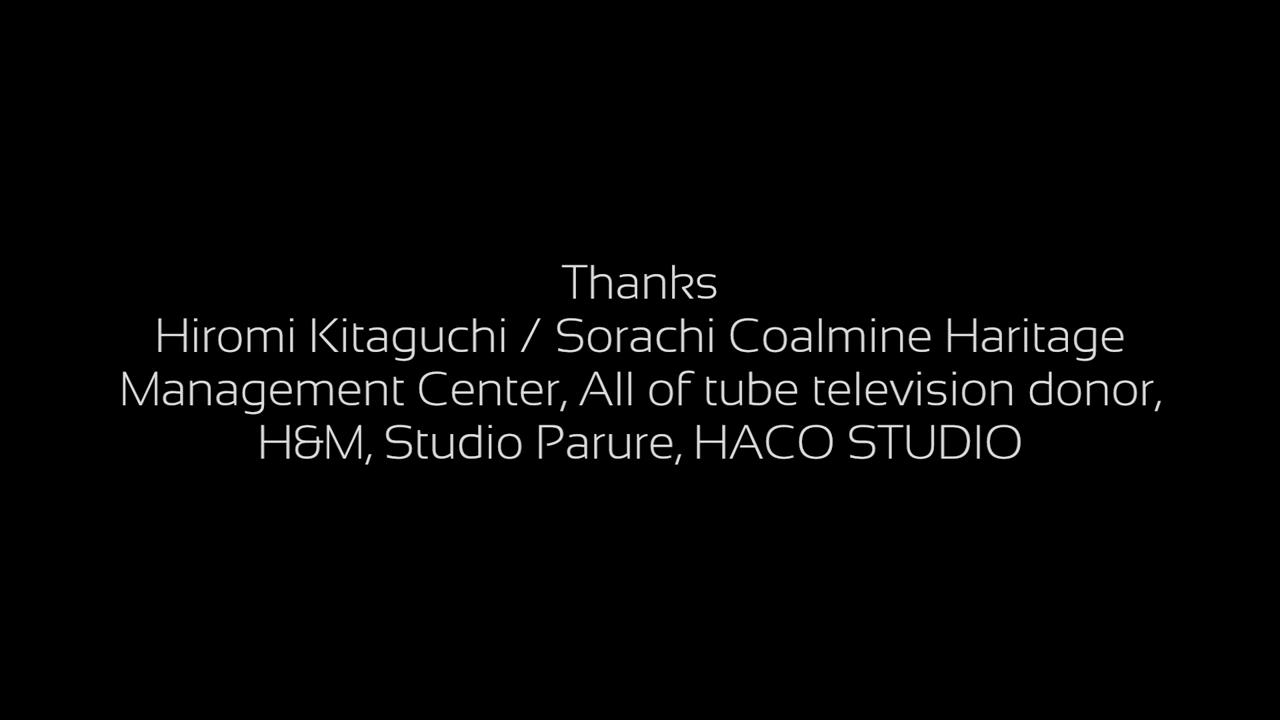 Thanks
Hiromi Kitaguchi / Sorachi Coalmine Haritage
Management Center, All of tube television donor,
H&M, Studio Parure, HACO STUDIO